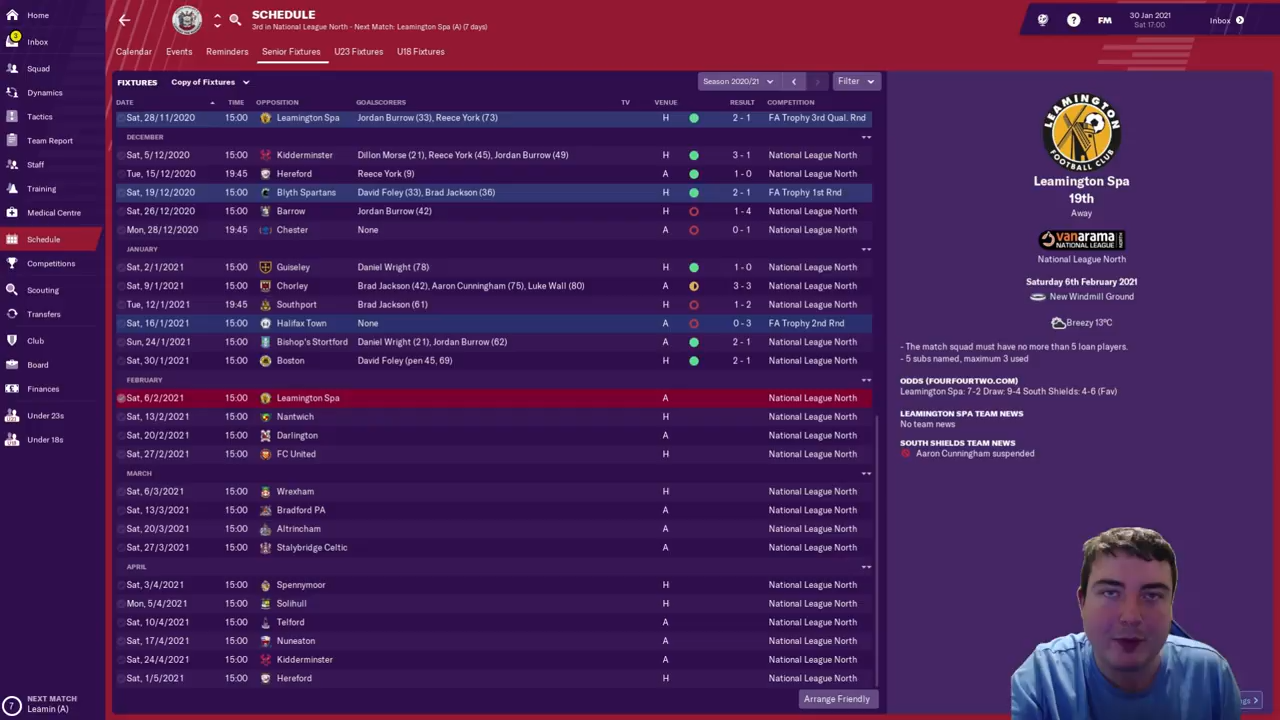 Home
3
Inbox
Squad
Dynamics
Tactics
Team Report
Staff
Training
Medical Centre
Schedule
Competitions
Scouting
Transfers
Club
Board
Finances
Under 23s
Under 18s
7 NEXT MATCH
Leamin (A)
SCHEDULE
3rd in National League North - Next Match: Leamington Spa (A) (7 days)
? FM 30 Jan 2021
Sat 17:00
Inbox
Calendar Events Reminders Senior Fixtures U23 Fixtures U18 Fixtures
FIXTURES Copy of Fixtures Season 2020/21 Filter
DATE TIME OPPOSITION GOALSCORERS TV VENUE RESULT COMPETITION
Sat, 28/11/2020 15:00 Leamington Spa Jordan Burrow (33), Reece York (73) H 2 - 1 FA Trophy 3rd Qual. Rnd
DECEMBER
Sat, 5/12/2020 15:00 Kidderminster Dillon Morse (21), Reece York (45), Jordan Burrow (49) H 3 - 1 National League North
Tue, 15/12/2020 19:45 Hereford Reece York (9) A 1 - 0 National League North
Sat, 19/12/2020 15:00 Blyth Spartans David Foley (33), Brad Jackson (36) H 2 - 1 FA Trophy 1st Rnd
Sat, 26/12/2020 15:00 Barrow Jordan Burrow (42) H 1 - 4 National League North
Mon, 28/12/2020 19:45 Chester None A 0 - 1 National League North
JANUARY
Sat, 2/1/2021 15:00 Guiseley Daniel Wright (78) H 1 - 0 National League North
Sat, 9/1/2021 15:00 Chorley Brad Jackson (42), Aaron Cunningham (75), Luke Wall (80) A 3 - 3 National League North
Tue, 12/1/2021 19:45 Southport Brad Jackson (61) H 1 - 2 National League North
Sat, 16/1/2021 15:00 Halifax Town None A 0 - 3 FA Trophy 2nd Rnd
Sun, 24/1/2021 15:00 Bishop's Stortford Daniel Wright (21), Jordan Burrow (62) A 2 - 1 National League North
Sat, 30/1/2021 15:00 Boston David Foley (pen 45, 69) H 2 - 1 National League North
FEBRUARY
Sat, 6/2/2021 15:00 Leamington Spa A National League North
Sat, 13/2/2021 15:00 Nantwich H National League North
Sat, 20/2/2021 15:00 Darlington A National League North
Sat, 27/2/2021 15:00 FC United H National League North
MARCH
Sat, 6/3/2021 15:00 Wrexham H National League North
Sat, 13/3/2021 15:00 Bradford PA A National League North
Sat, 20/3/2021 15:00 Altrincham A National League North
Sat, 27/3/2021 15:00 Stalybridge Celtic A National League North
APRIL
Sat, 3/4/2021 15:00 Spennymoor H National League North
Mon, 5/4/2021 15:00 Solihull H National League North
Sat, 10/4/2021 15:00 Telford A National League North
Sat, 17/4/2021 15:00 Nuneaton A National League North
Sat, 24/4/2021 15:00 Kidderminster A National League North
Sat, 1/5/2021 15:00 Hereford H National League North
Arrange Friendly
LEAMINGTON
FOOTBALL CLUB
Leamington Spa
19th
Away
vanarama
NATIONAL LEAGUE
North
National League North
Saturday 6th February 2021
New Windmill Ground
Breezy 13°C
- The match squad must have no more than 5 loan players.
- 5 subs named, maximum 3 used
ODDS (FOURFOURTWO.COM)
Leamington Spa: 7-2 Draw: 9-4 South Shields: 4-6 (Fav)
LEAMINGTON SPA TEAM NEWS
No team news
SOUTH SHIELDS TEAM NEWS
Aaron Cunningham suspended